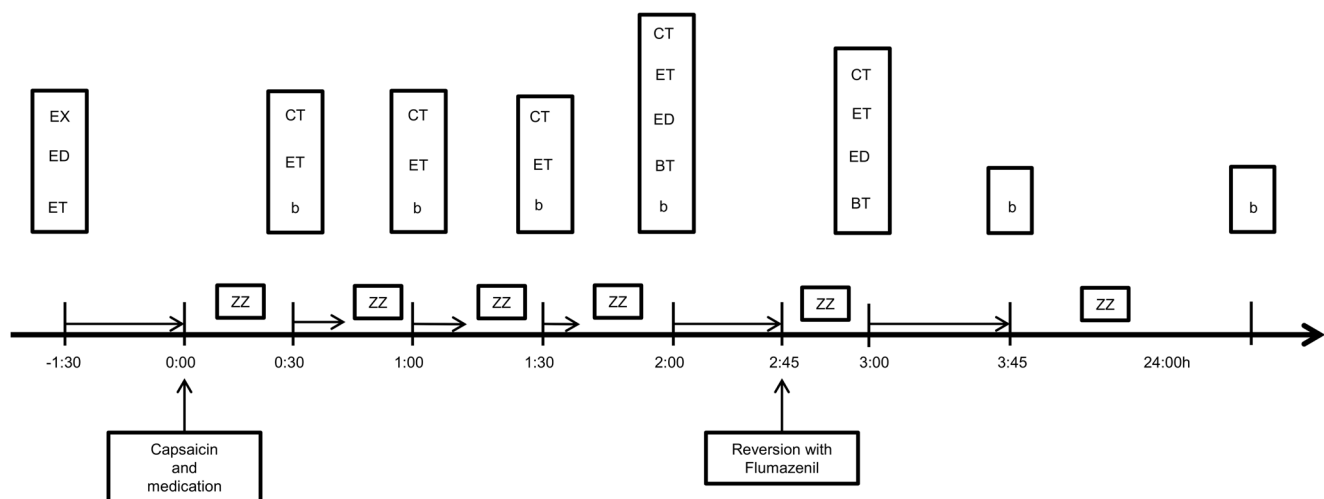 EX
ED
ET
CT
ET
b
CT
ET
b
CT
ET
b
CT
ET
ED
BT
b
CT
ET
ED
BT
b
b
ZZ
ZZ
ZZ
ZZ
ZZ
ZZ
-1:30
0:00
0:30
1:00
1:30
2:00
2:45
3:00
3:45
24:00h
Capsaicin
and
medication
Reversion with
Flumazenil